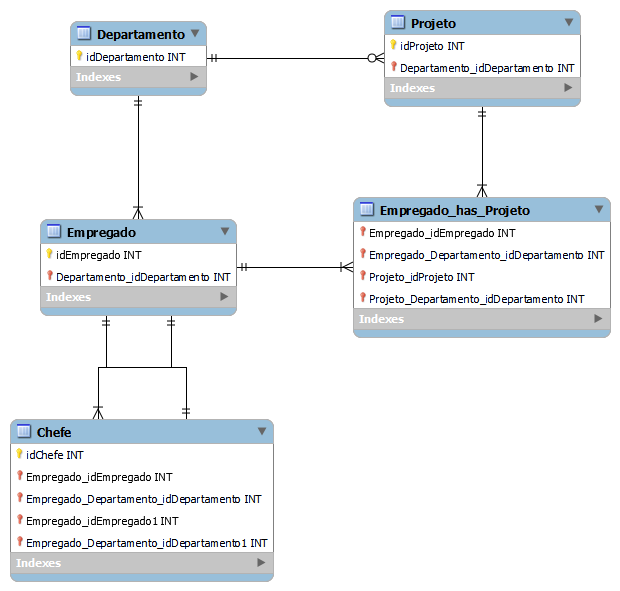 Departamento
idDepartamento INT
Indexes
Projeto
idProjeto INT
Departamento_idDepartamento INT
Indexes
Empregado
idEmpregado INT
Departamento_idDepartamento INT
Indexes
Empregado_has_Projeto
Empregado_idEmpregado INT
Empregado_Departamento_idDepartamento INT
Projeto_idProjeto INT
Projeto_Departamento_idDepartamento INT
Indexes
Chefe
idChefe INT
Empregado_idEmpregado INT
Empregado_Departamento_idDepartamento INT
Empregado_idEmpregado1 INT
Empregado_Departamento_idDepartamento1 INT
Indexes